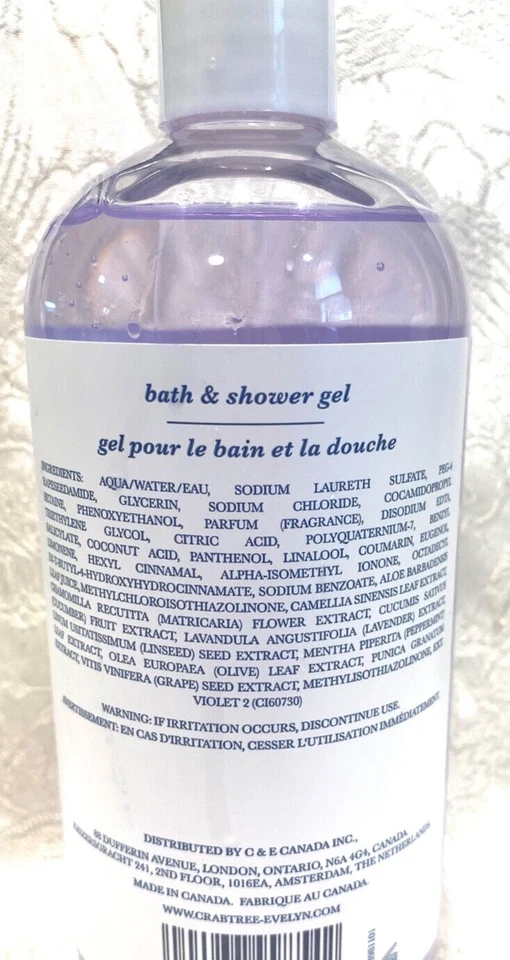 bath & shower gel
gel pour le bain et la douche
INGREDIENTS: AQUA/WATER/EAU, SODIUM LAURETH SULFATE, PEG-4
RAPESEEDAMIDE, GLYCERIN, SODIUM CHLORIDE, COCAMIDOPROPYL
BETAINE, PHENOXYETHANOL, PARFUM (FRAGRANCE), DISODIUM EDTA,
TRIETHYLENE GLYCOL, CITRIC ACID, POLYQUATERNIUM-7, BENZYL
SALICYLATE, COCONUT ACID, PANTHENOL, LINALOOL, COUMARIN, EUGENOL,
LIMONENE, HEXYL CINNAMAL, ALPHA-ISOMETHYL IONONE, OCTADECYL
DI-T-BUTYL-4-HYDROXYHYDROCINNAMATE, SODIUM BENZOATE, ALOE BARBADENSIS
LEAF JUICE, METHYLCHLOROISOTHIAZOLINONE, CAMELLIA SINENSIS LEAF EXTRACT,
CHAMOMILLA RECUTITA (MATRICARIA) FLOWER EXTRACT, CUCUMIS SATIVUS
(CUCUMBER) FRUIT EXTRACT, LAVANDULA ANGUSTIFOLIA (LAVENDER) EXTRACT,
LINUM USITATISSIMUM (LINSEED) SEED EXTRACT, MENTHA PIPERITA (PEPPERMINT)
LEAF EXTRACT, OLEA EUROPAEA (OLIVE) LEAF EXTRACT, PUNICA GRANATUM
EXTRACT, VITIS VINIFERA (GRAPE) SEED EXTRACT, METHYLISOTHIAZOLINONE, EXT.
VIOLET 2 (CI60730)
WARNING: IF IRRITATION OCCURS, DISCONTINUE USE.
AVERTISSEMENT: EN CAS D'IRRITATION, CESSER L'UTILISATION IMMÉDIATEMENT.
DISTRIBUTED BY C & E CANADA INC.,
88 DUFFERIN AVENUE, LONDON, ONTARIO, N6A 4G4, CANADA
KEIZERSGRACHT 241, 2ND FLOOR, 1016EA, AMSTERDAM, THE NETHERLANDS
MADE IN CANADA. FABRIQUE AU CANADA.
WWW.CRABTREE-EVELYN.COM